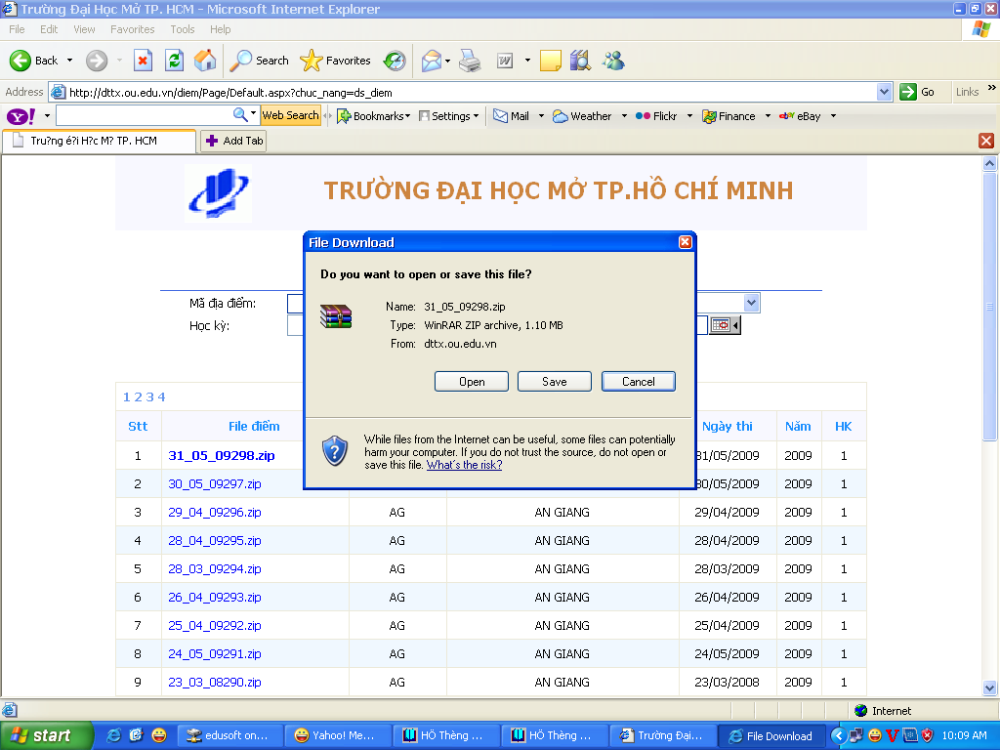 Trường Đại Học Mở TP. HCM - Microsoft Internet Explorer
File Edit View Favorites Tools Help
Back Search Favorites
Address http://dttx.ou.edu.vn/diem/Page/Default.aspx?chuc_nang=ds_diem Go Links »
Y! Web Search Bookmarks Settings Mail Weather Flickr Finance eBay
Tru?ng é?i H?c M? TP. HCM Add Tab
TRƯỜNG ĐẠI HỌC MỞ TP.HỒ CHÍ MINH
File Download
Do you want to open or save this file?
Name: 31_05_09298.zip
Type: WinRAR ZIP archive, 1.10 MB
From: dttx.ou.edu.vn
Open Save Cancel
While files from the Internet can be useful, some files can potentially
harm your computer. If you do not trust the source, do not open or
save this file. What's the risk?
Mã địa điểm:
Học kỳ:
1 2 3 4
Stt File điểm Ngày thi Năm HK
1 31_05_09298.zip 31/05/2009 2009 1
2 30_05_09297.zip 30/05/2009 2009 1
3 29_04_09296.zip AG AN GIANG 29/04/2009 2009 1
4 28_04_09295.zip AG AN GIANG 28/04/2009 2009 1
5 28_03_09294.zip AG AN GIANG 28/03/2009 2009 1
6 26_04_09293.zip AG AN GIANG 26/04/2009 2009 1
7 25_04_09292.zip AG AN GIANG 25/04/2009 2009 1
8 24_05_09291.zip AG AN GIANG 24/05/2009 2009 1
9 23_03_08290.zip AG AN GIANG 23/03/2008 2009 1
Internet
start edusoft on... Yahoo! Me... HÖ Thèng ... HÖ Thèng ... Trường Đại... File Download 10:09 AM